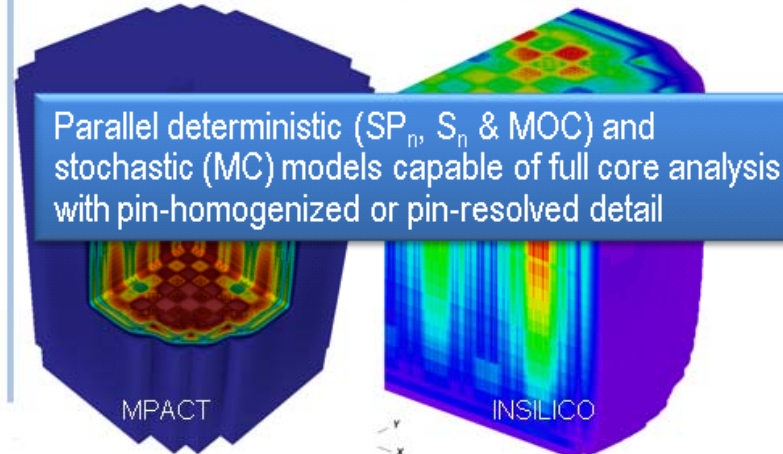 Parallel deterministic (SPn, Sn & MOC) and
stochastic (MC) models capable of full core analysis
with pin-homogenized or pin-resolved detail
MPACT
INSILICO
Y
X